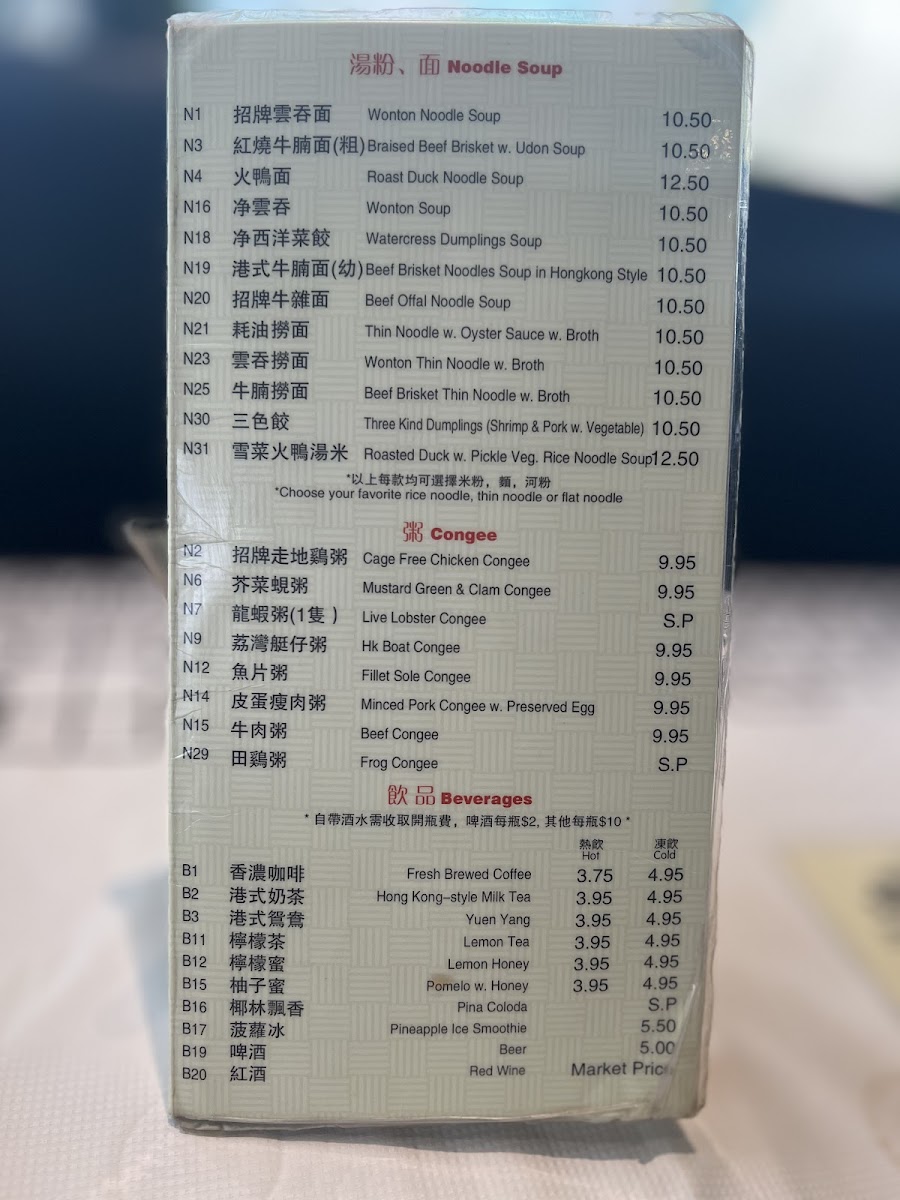 湯粉、面 Noodle Soup
N1 招牌雲吞面 Wonton Noodle Soup 10.50
N3 紅燒牛腩面(粗) Braised Beef Brisket w. Udon Soup 10.50
N4 火鴨面 Roast Duck Noodle Soup 12.50
N16 净雲吞 Wonton Soup 10.50
N18 净西洋菜餃 Watercress Dumplings Soup 10.50
N19 港式牛腩面(幼) Beef Brisket Noodles Soup in Hongkong Style 10.50
N20 招牌牛雜面 Beef Offal Noodle Soup 10.50
N21 耗油撈面 Thin Noodle w. Oyster Sauce w. Broth 10.50
N23 雲吞撈面 Wonton Thin Noodle w. Broth 10.50
N25 牛腩撈面 Beef Brisket Thin Noodle w. Broth 10.50
N30 三色餃 Three Kind Dumplings (Shrimp & Pork w. Vegetable) 10.50
N31 雪菜火鴨湯米 Roasted Duck w. Pickle Veg. Rice Noodle Soup 12.50
*以上每款均可選擇米粉，麵，河粉
*Choose your favorite rice noodle, thin noodle or flat noodle
粥 Congee
N2 招牌走地鷄粥 Cage Free Chicken Congee 9.95
N6 芥菜蜆粥 Mustard Green & Clam Congee 9.95
N7 龍蝦粥(1隻) Live Lobster Congee S.P
N9 荔灣艇仔粥 Hk Boat Congee 9.95
N12 魚片粥 Fillet Sole Congee 9.95
N14 皮蛋瘦肉粥 Minced Pork Congee w. Preserved Egg 9.95
N15 牛肉粥 Beef Congee 9.95
N29 田鷄粥 Frog Congee S.P
飲品 Beverages
* 自帶酒水需收取開瓶費，啤酒每瓶$2, 其他每瓶$10 *
熱飲 凍飲
Hot Cold
B1 香濃咖啡 Fresh Brewed Coffee 3.75 4.95
B2 港式奶茶 Hong Kong-style Milk Tea 3.95 4.95
B3 港式鴛鴦 Yuen Yang 3.95 4.95
B11 檸檬茶 Lemon Tea 3.95 4.95
B12 檸檬蜜 Lemon Honey 3.95 4.95
B15 柚子蜜 Pomelo w. Honey 3.95 4.95
B16 椰林飄香 Pina Coloda S.P
B17 菠蘿冰 Pineapple Ice Smoothie 5.50
B19 啤酒 Beer 5.00
B20 紅酒 Red Wine Market Price